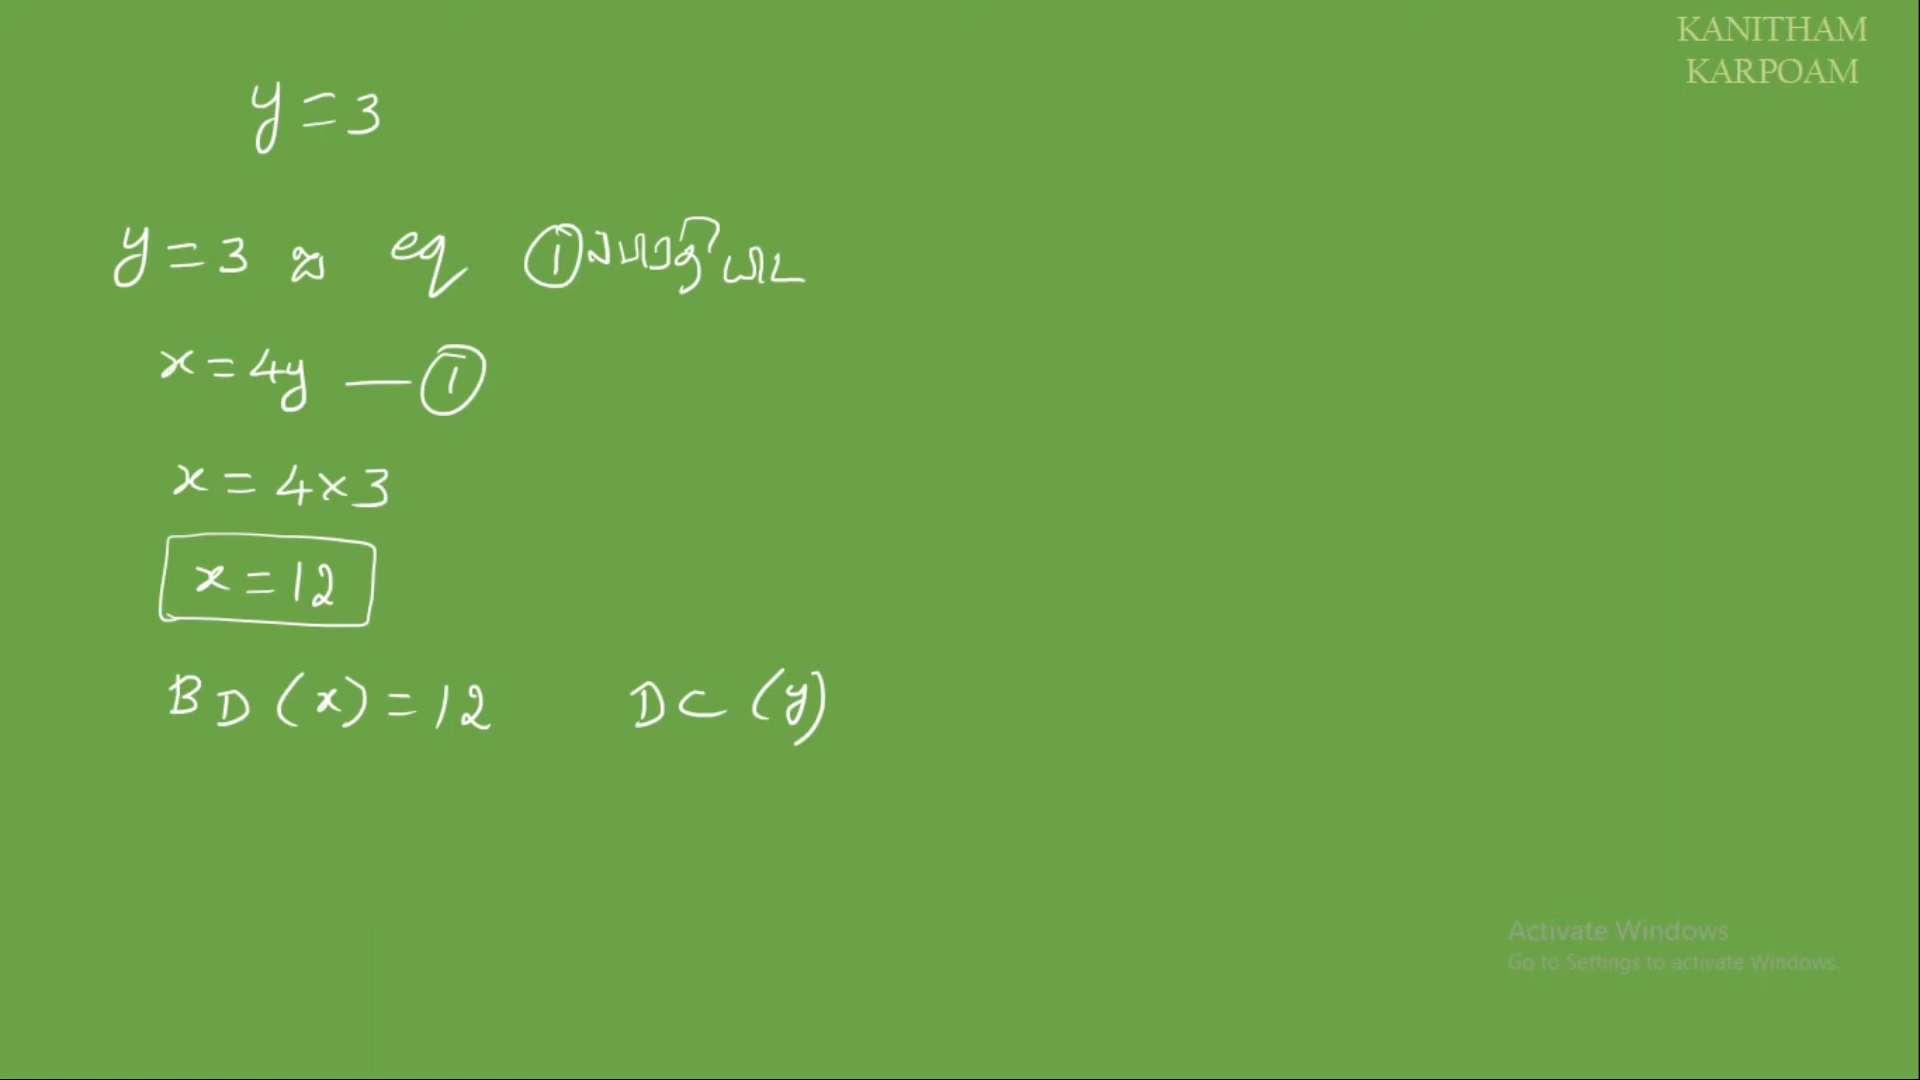 KANITHAM
KARPOAM
y = 3
y = 3 ஐ eq ① ல் பிரதியிட
x = 4y — ①
x = 4 × 3
x = 12
BD (x) = 12 DC (y)
Activate Windows
Go to Settings to activate Windows.